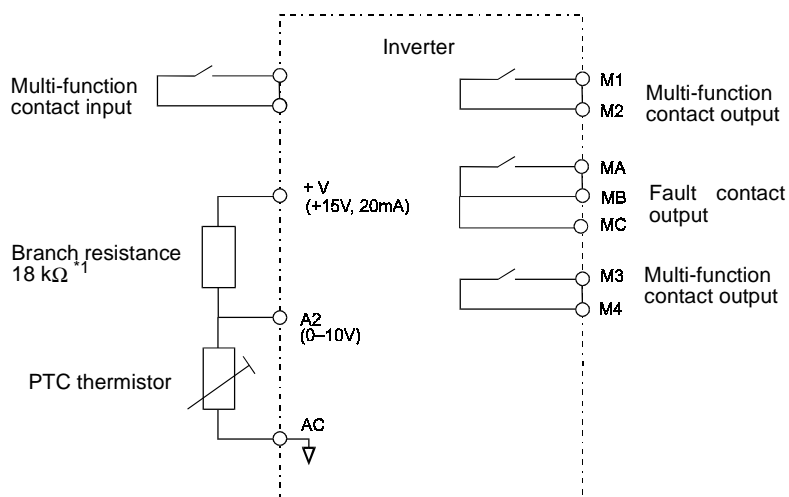 Inverter
Multi-function
contact input
+ V
(+15V, 20mA)
Branch resistance
18 kΩ *1
A2
(0–10V)
PTC thermistor
AC
M1
M2
Multi-function
contact output
MA
MB
MC
Fault contact
output
M3
M4
Multi-function
contact output